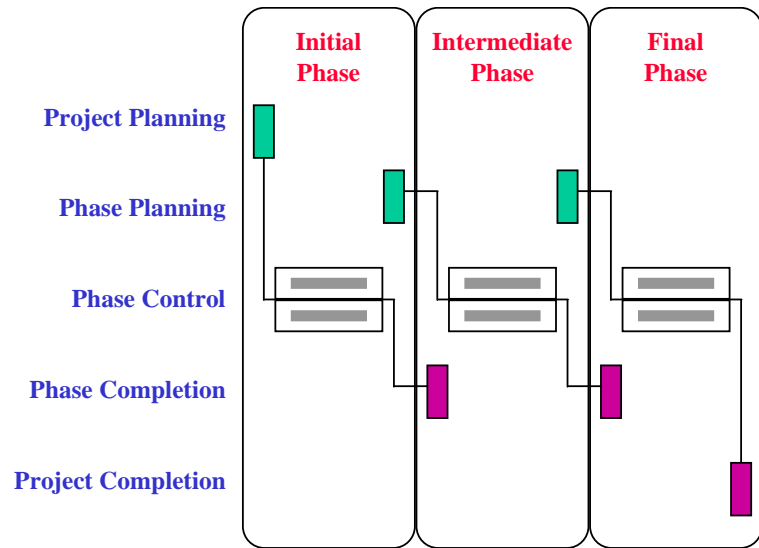 Initial
Phase
Intermediate
Phase
Final
Phase
Project Planning
Phase Planning
Phase Control
Phase Completion
Project Completion